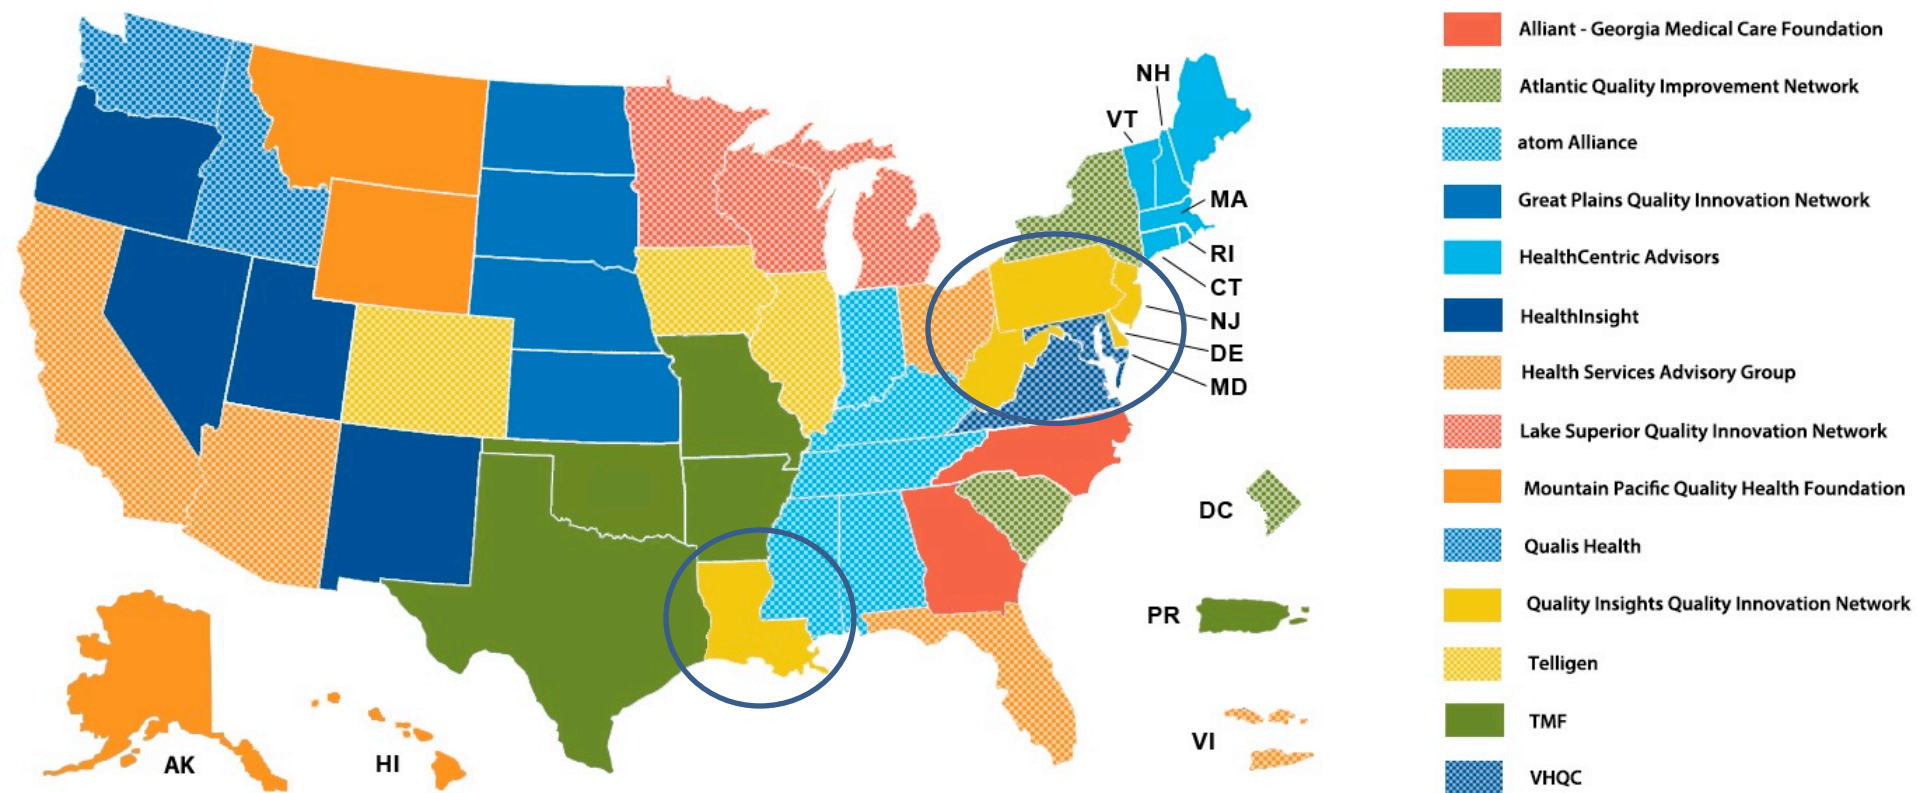 NH
VT
MA
RI
CT
NJ
DE
MD
DC
PR
VI
AK
HI
Alliant - Georgia Medical Care Foundation
Atlantic Quality Improvement Network
atom Alliance
Great Plains Quality Innovation Network
HealthCentric Advisors
HealthInsight
Health Services Advisory Group
Lake Superior Quality Innovation Network
Mountain Pacific Quality Health Foundation
Qualis Health
Quality Insights Quality Innovation Network
Telligen
TMF
VHQC